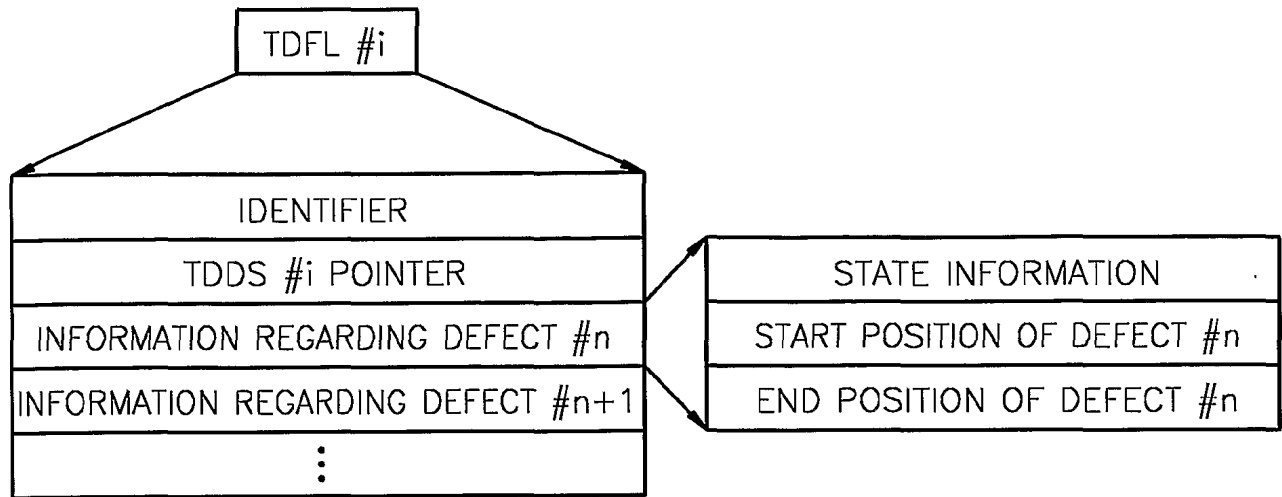 TDFL #i
IDENTIFIER
TDDS #i POINTER
INFORMATION REGARDING DEFECT #n
INFORMATION REGARDING DEFECT #n+1
⋮
STATE INFORMATION
START POSITION OF DEFECT #n
END POSITION OF DEFECT #n